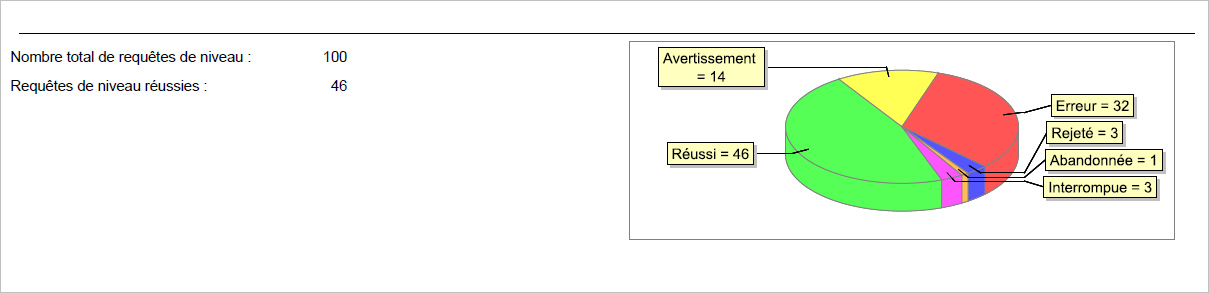 Nombre total de requêtes de niveau : 100
Requêtes de niveau réussies : 46
Avertissement
= 14
Erreur = 32
Rejeté = 3
Réussi = 46
Abandonnée = 1
Interrompue = 3